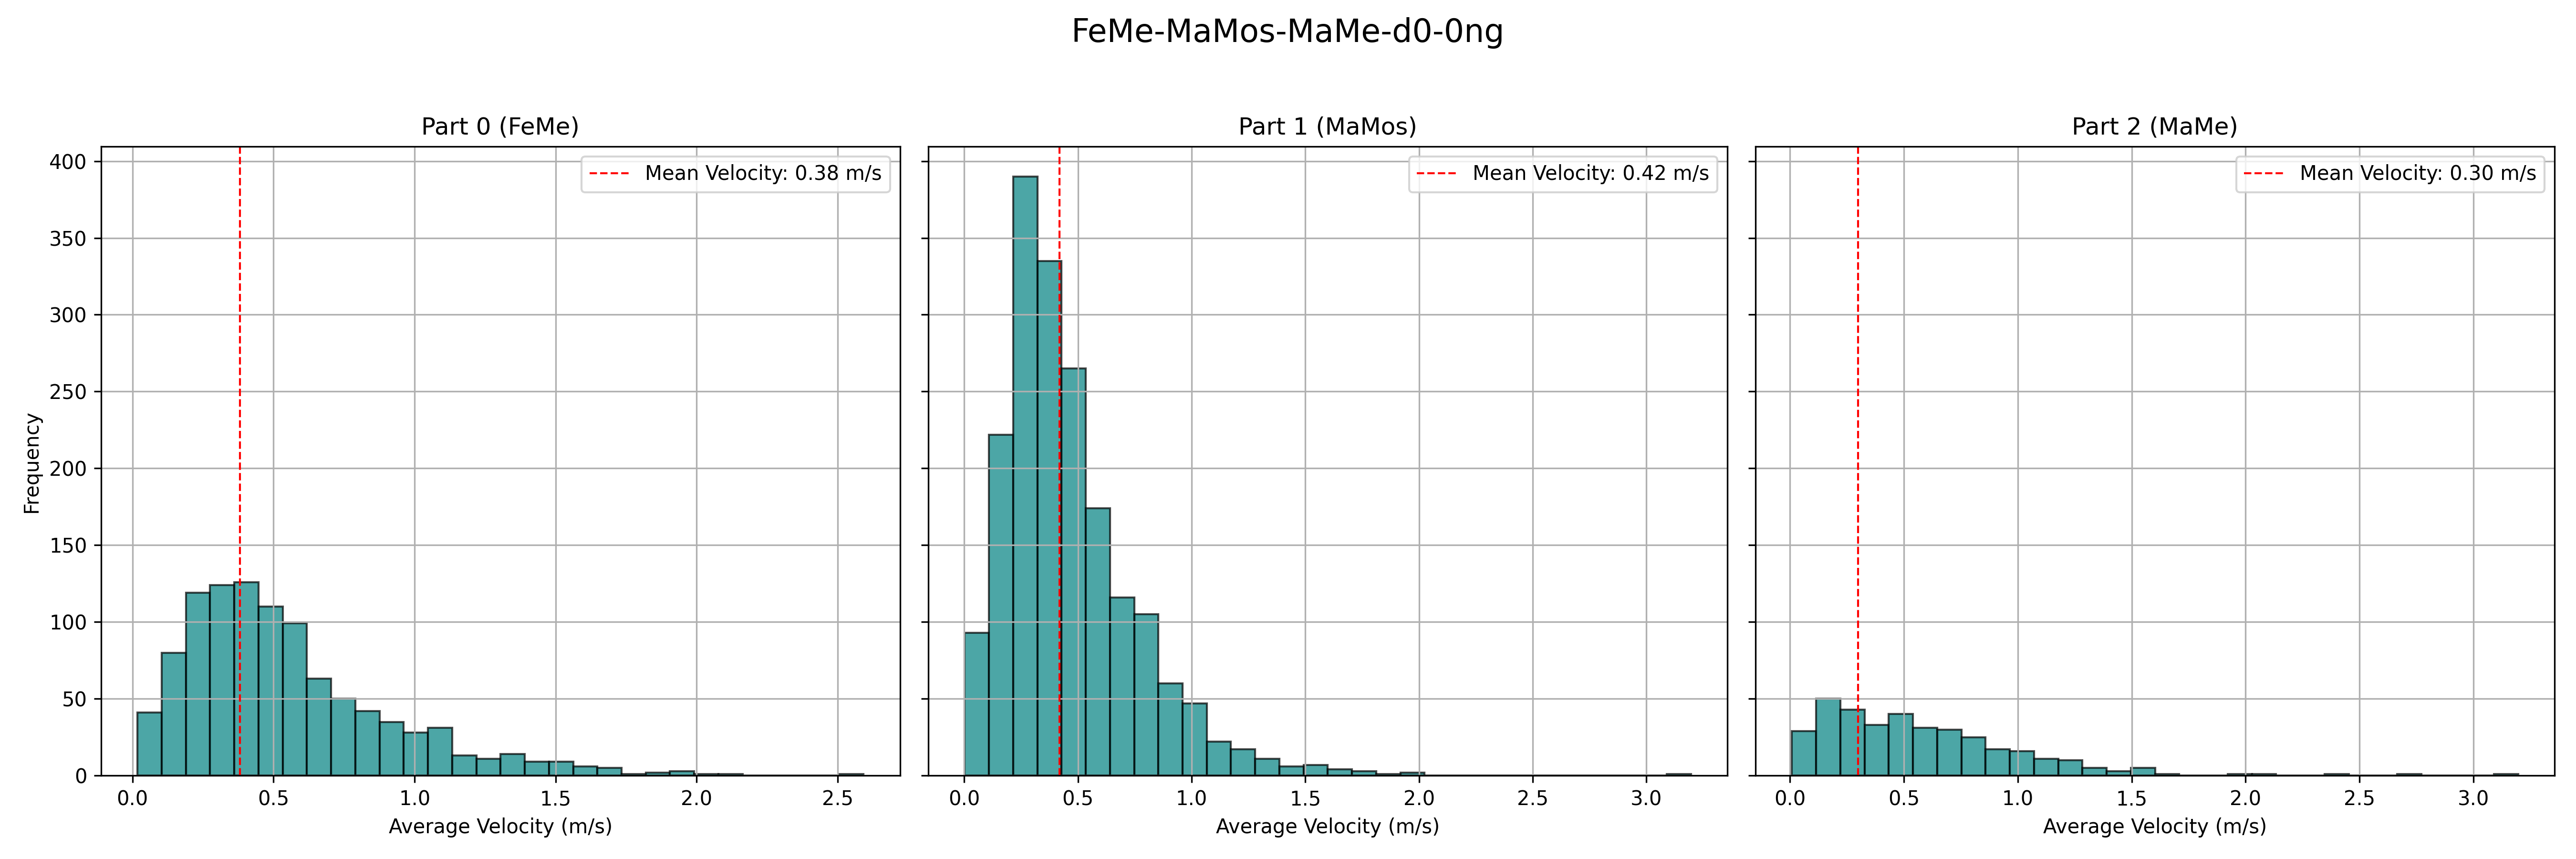 FeMe-MaMos-MaMe-d0-0ng
Part 0 (FeMe)
Mean Velocity: 0.38 m/s
Frequency
400
350
300
250
200
150
100
50
0
0.0 0.5 1.0 1.5 2.0 2.5
Average Velocity (m/s)
Part 1 (MaMos)
Mean Velocity: 0.42 m/s
0.0 0.5 1.0 1.5 2.0 2.5 3.0
Average Velocity (m/s)
Part 2 (MaMe)
Mean Velocity: 0.30 m/s
0.0 0.5 1.0 1.5 2.0 2.5 3.0
Average Velocity (m/s)